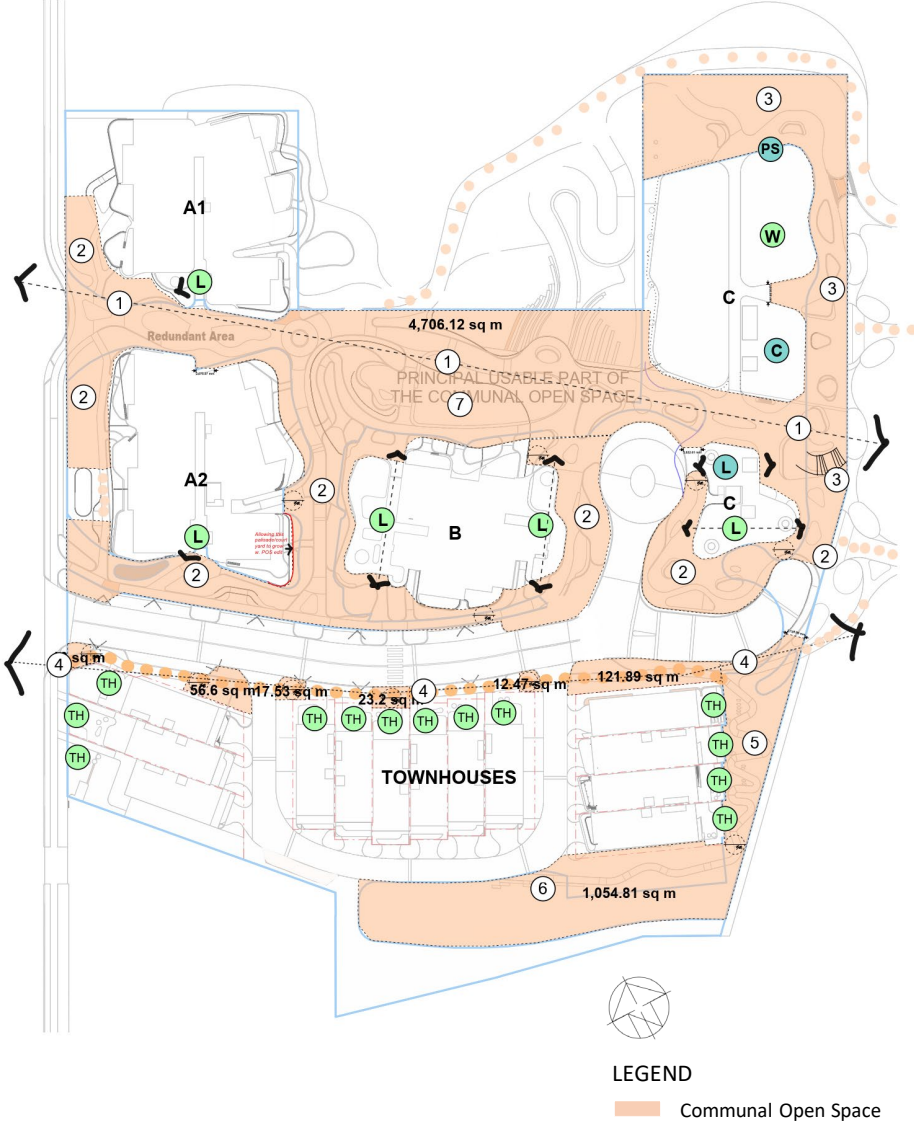 3
PS
A1
W
2
3
L
C
1
4,706.12 sq m
Redundant Area
1
C
PRINCIPAL USABLE PART OF
THE COMMUNAL OPEN SPACE
2
7
1
L
A2
C
3
2
L
B
L'
2
L
L
2
2
2
4
sq m
4
TH
56.6 sq m
17.53 sq m
23.2 sq m
4
12.47 sq m
121.89 sq m
TH
TH
TH
TH
TH
TH
TH
TH
TH
TH
5
TH
TOWNHOUSES
TH
TH
6
1,054.81 sq m
LEGEND
Communal Open Space